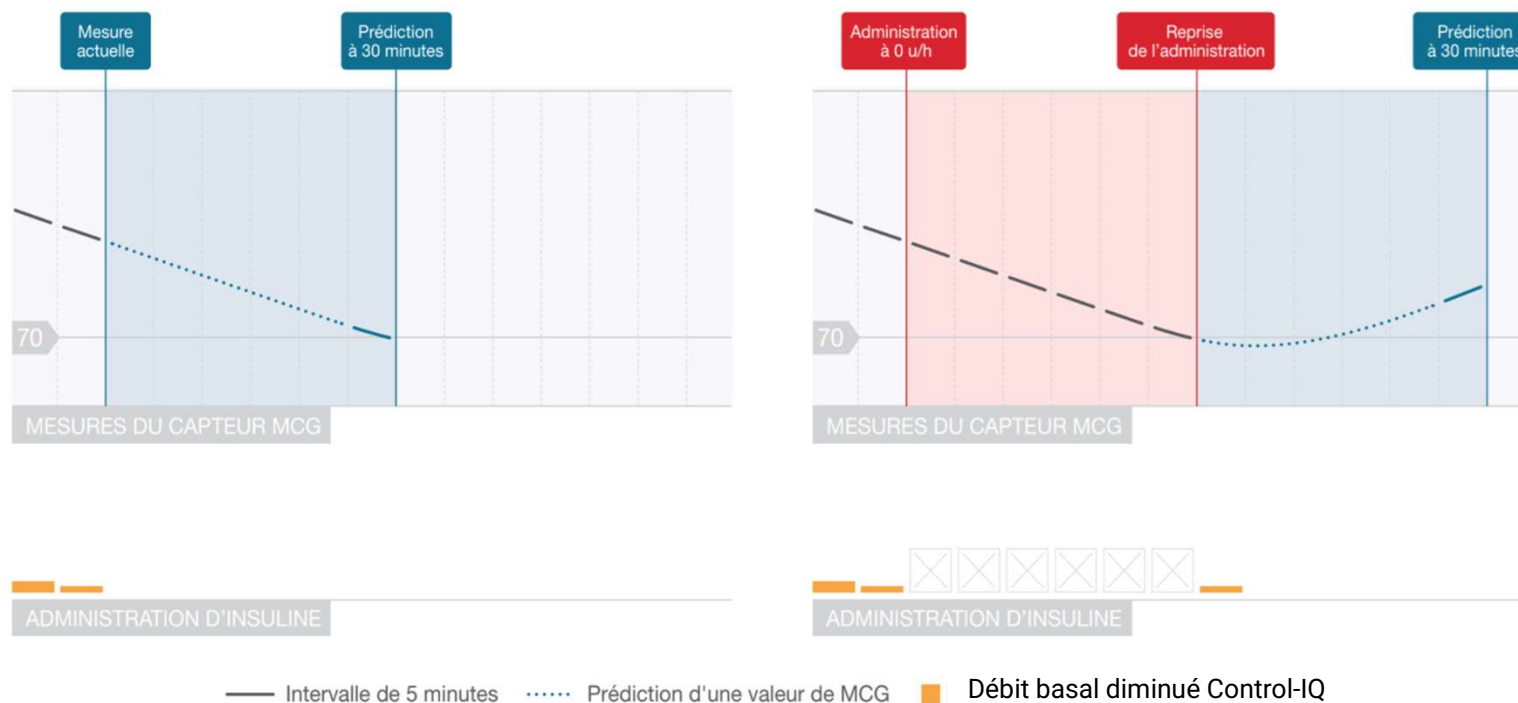 Mesure
actuelle
Prédiction
à 30 minutes
70
MESURES DU CAPTEUR MCG
ADMINISTRATION D'INSULINE
Administration
à 0 u/h
Reprise
de l'administration
Prédiction
à 30 minutes
70
MESURES DU CAPTEUR MCG
ADMINISTRATION D'INSULINE
Intervalle de 5 minutes
Prédiction d'une valeur de MCG
Débit basal diminué Control-IQ